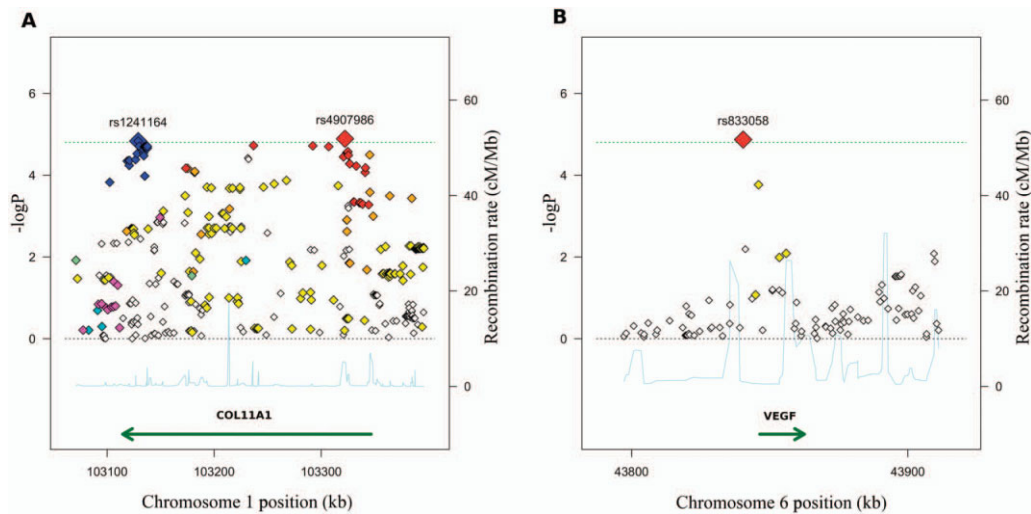 A
B
-logP
6
4
2
0
rs1241164
rs4907986
60
40
20
0
Recombination rate (cM/Mb)
COL11A1
103100
103200
103300
Chromosome 1 position (kb)
-logP
6
4
2
0
rs833058
60
40
20
0
Recombination rate (cM/Mb)
VEGF
43800
43900
Chromosome 6 position (kb)